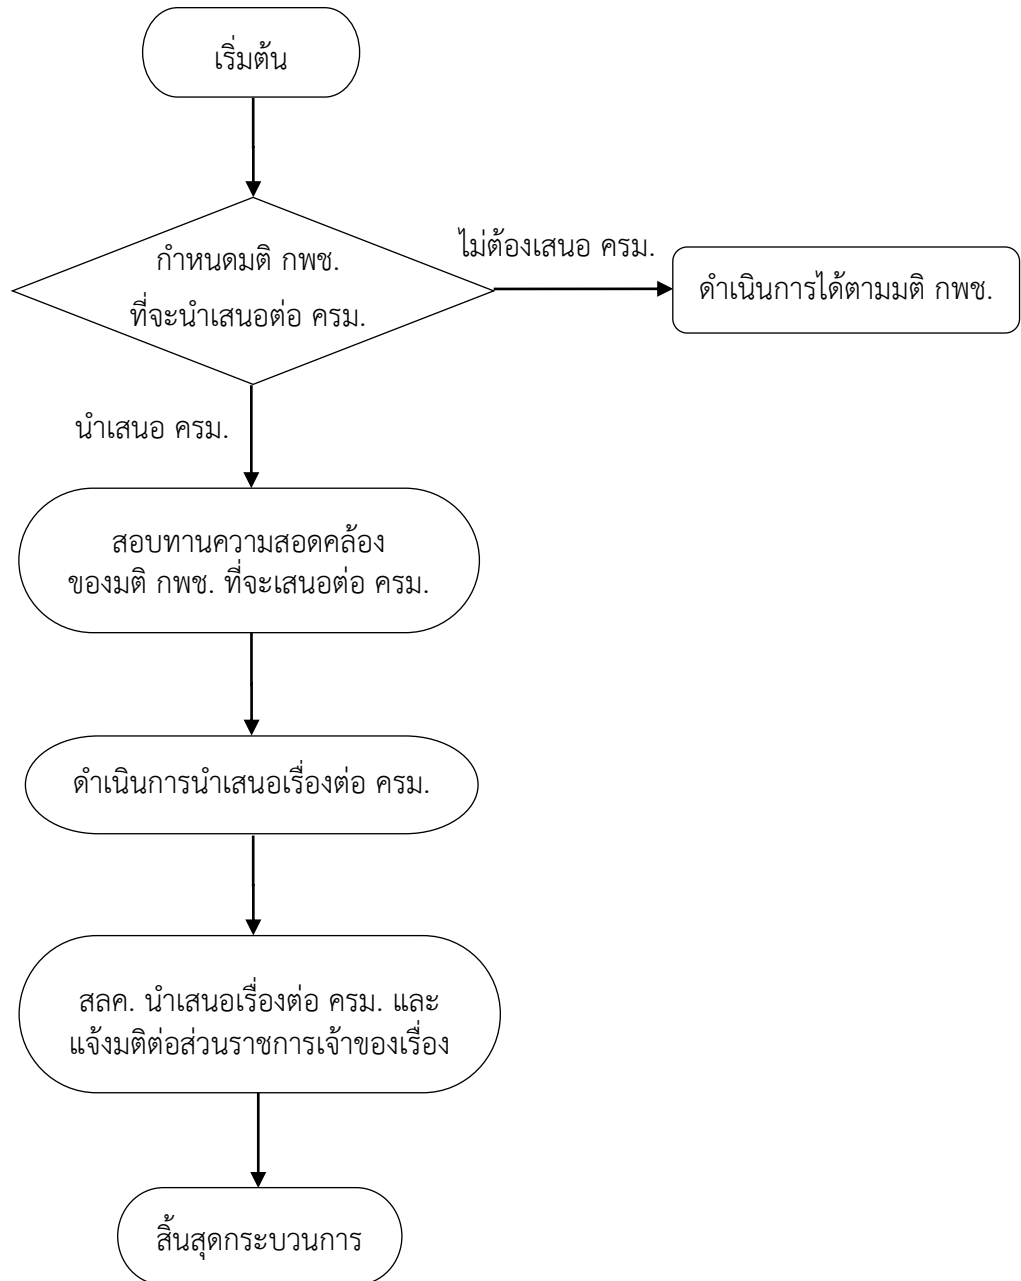 เริ่มต้น
กำหนดมติ กพช.
ที่จะนำเสนอต่อ ครม.
ไม่ต้องเสนอ ครม.
ดำเนินการได้ตามมติ กพช.
นำเสนอ ครม.
สอบทานความสอดคล้อง
ของมติ กพช. ที่จะเสนอต่อ ครม.
ดำเนินการนำเสนอเรื่องต่อ ครม.
สลค. นำเสนอเรื่องต่อ ครม. และ
แจ้งมติต่อส่วนราชการเจ้าของเรื่อง
สิ้นสุดกระบวนการ